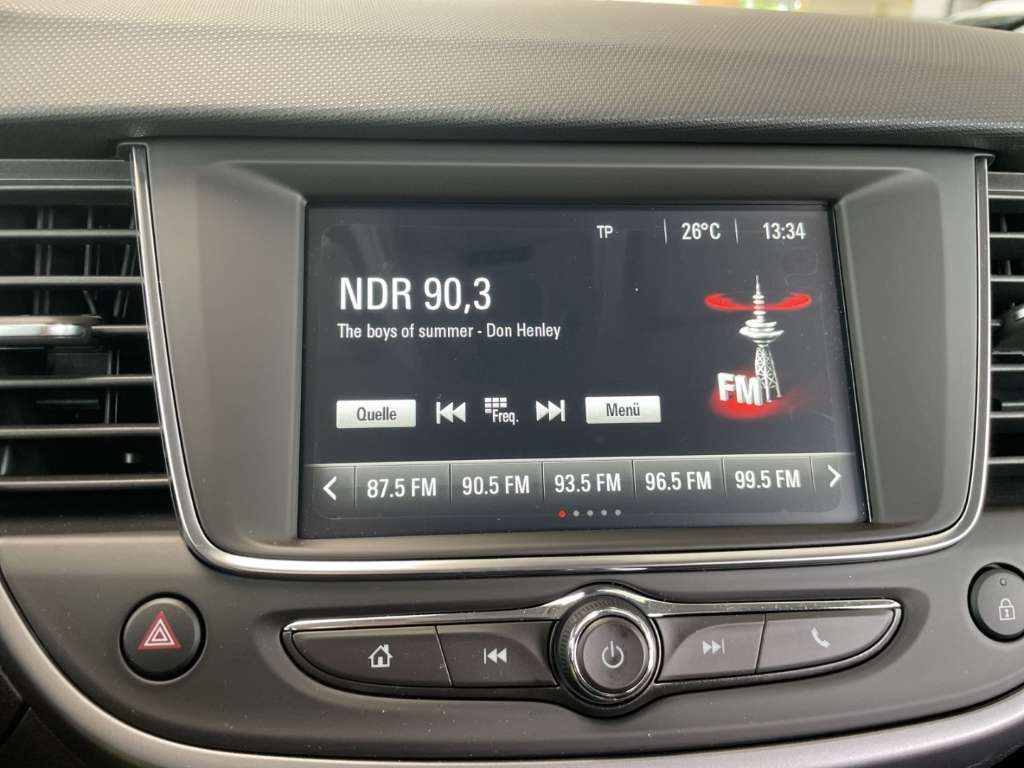 TP 26°C 13:34
NDR 90,3
The boys of summer - Don Henley
FM
Quelle Freq. Menü
87.5 FM 90.5 FM 93.5 FM 96.5 FM 99.5 FM